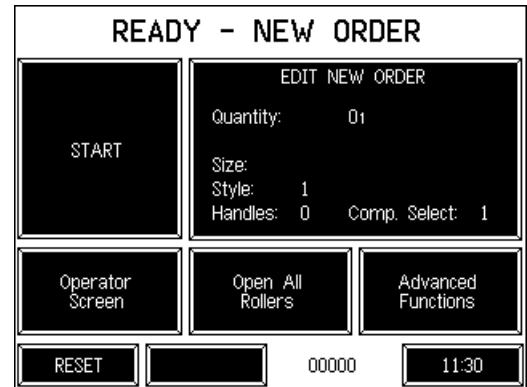 READY - NEW ORDER
START
EDIT NEW ORDER
Quantity: 01
Size:
Style: 1
Handles: 0 Comp. Select: 1
Operator
Screen
Open All
Rollers
Advanced
Functions
RESET
00000
11:30